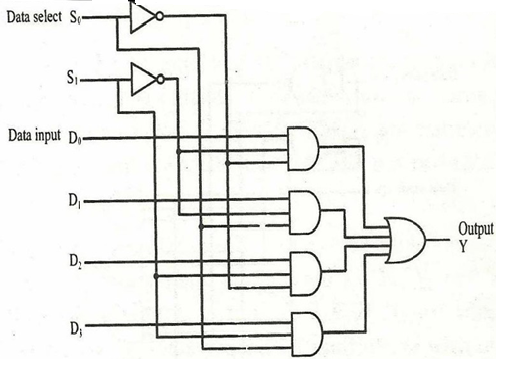 Data select S₀
S₁
Data input D₀
D₁
D₂
D₃
Output
Y